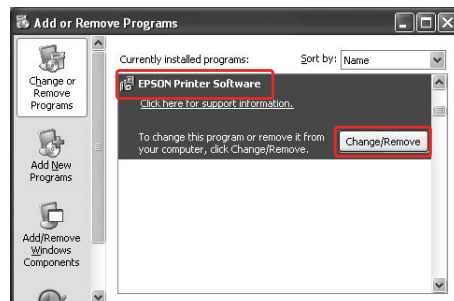 Add or Remove Programs
Change or
Remove
Programs
Add New
Programs
Add/Remove
Windows
Components
Currently installed programs:
Sort by:
Name
EPSON Printer Software
Click here for support information.
To change this program or remove it from
your computer, click Change/Remove.
Change/Remove